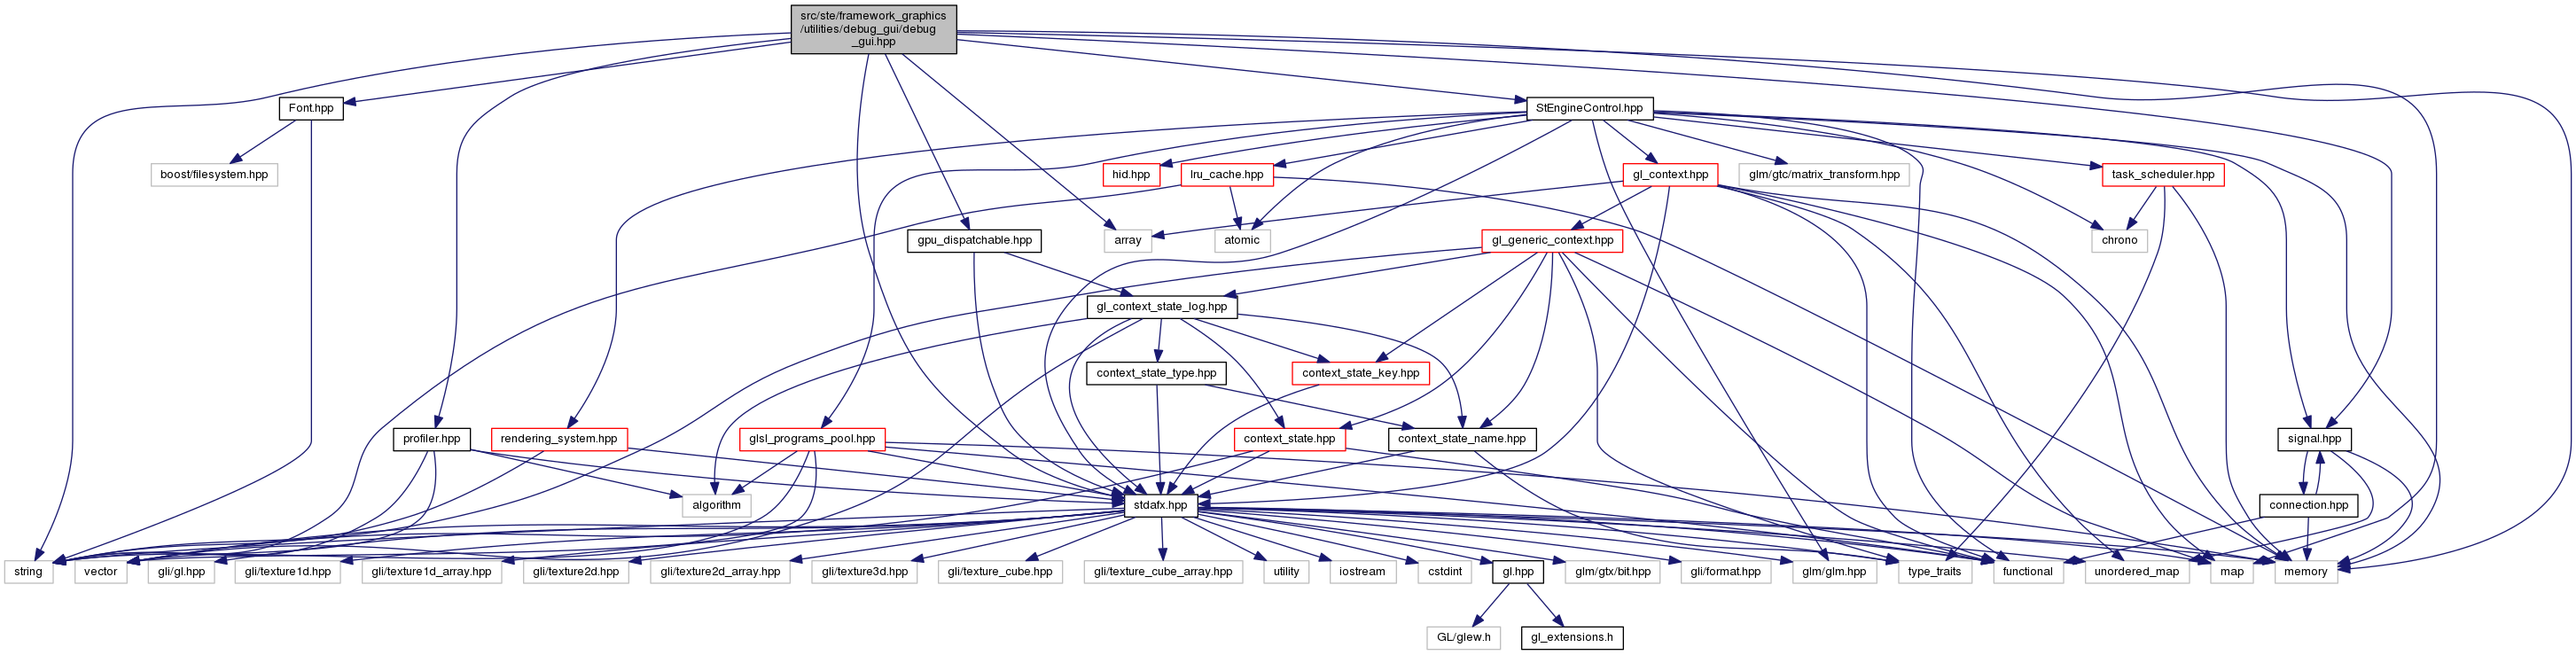 src/ste/framework_graphics
/utilities/debug_gui/debug
_gui.hpp
Font.hpp
StEngineControl.hpp
boost/filesystem.hpp
hid.hpp
lru_cache.hpp
gl_context.hpp
glm/gtc/matrix_transform.hpp
task_scheduler.hpp
gpu_dispatchable.hpp
array
atomic
gl_generic_context.hpp
chrono
gl_context_state_log.hpp
context_state_type.hpp
context_state_key.hpp
profiler.hpp
rendering_system.hpp
glsl_programs_pool.hpp
context_state.hpp
context_state_name.hpp
signal.hpp
algorithm
stdafx.hpp
connection.hpp
string
vector
gli/gl.hpp
gli/texture1d.hpp
gli/texture1d_array.hpp
gli/texture2d.hpp
gli/texture2d_array.hpp
gli/texture3d.hpp
gli/texture_cube.hpp
gli/texture_cube_array.hpp
utility
iostream
cstdint
gl.hpp
glm/gtx/bit.hpp
gli/format.hpp
glm/glm.hpp
type_traits
functional
unordered_map
map
memory
GL/glew.h
gl_extensions.h